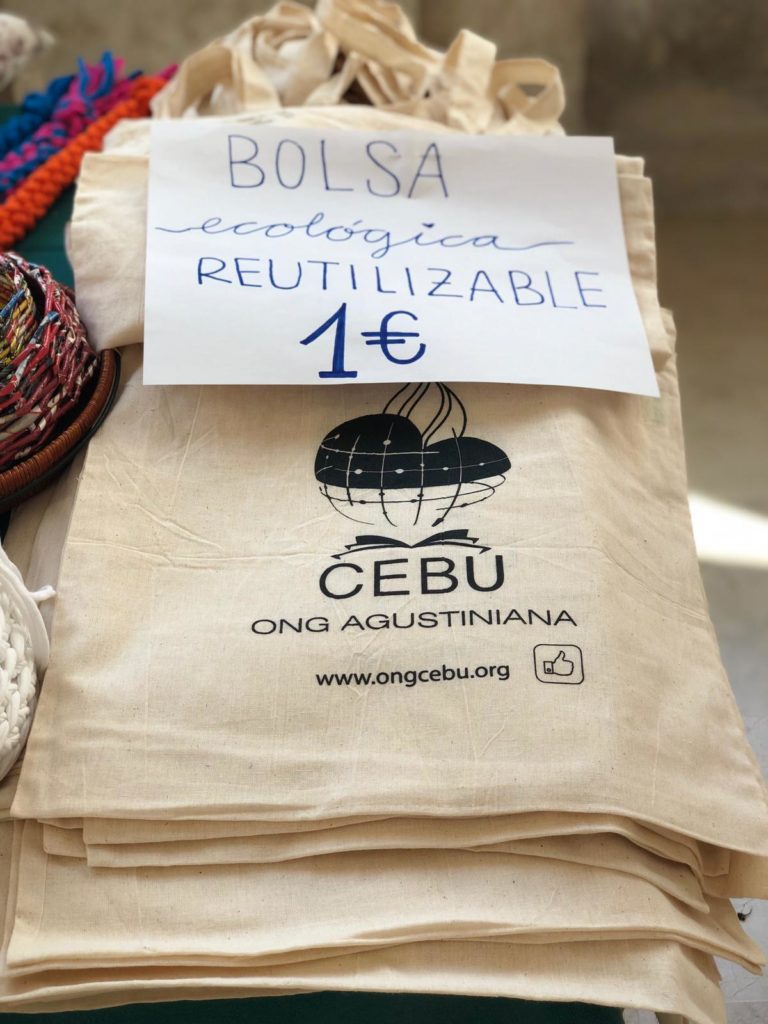 BOLSA
ecológica
REUTILIZABLE
1€
CEBU
ONG AGUSTINIANA
www.ongcebu.org